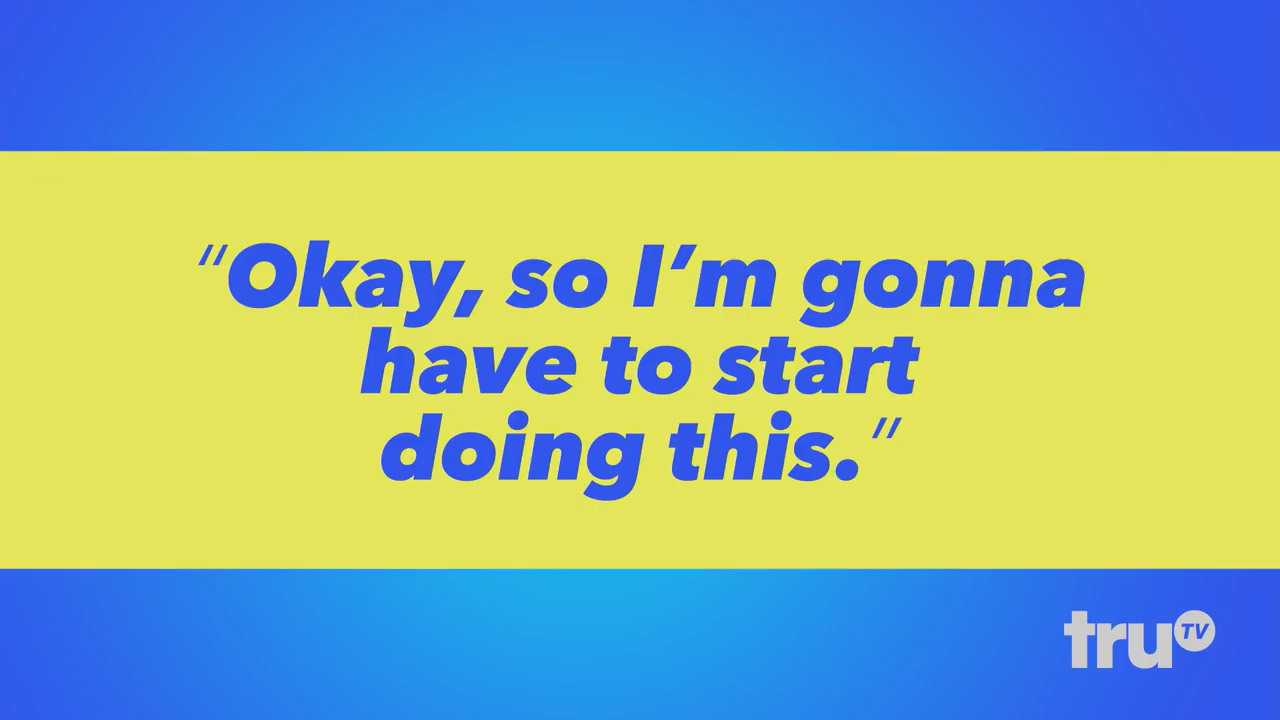 “Okay, so I’m gonna
have to start
doing this.”
truTV